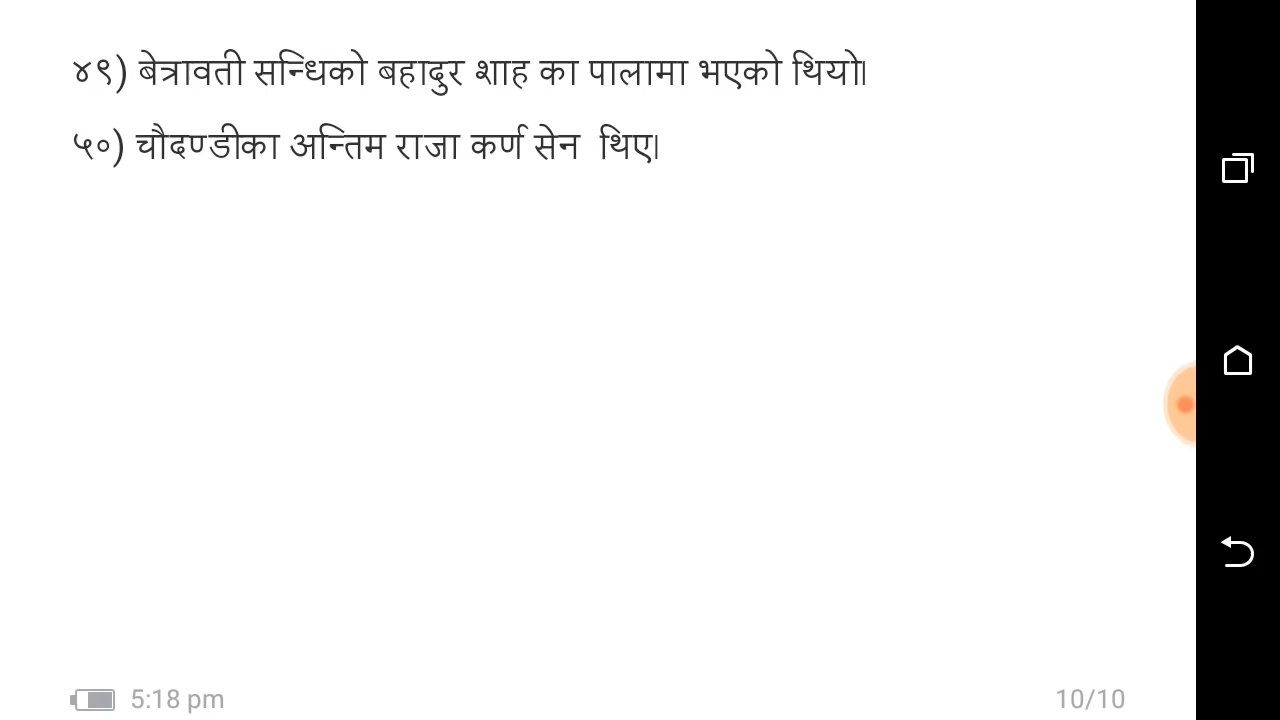 ४९) बेत्रावती सन्धिको बहादुर शाह का पालामा भएको थियो।
५०) चौदण्डीका अन्तिम राजा कर्ण सेन  थिए।
5:18 pm
10/10